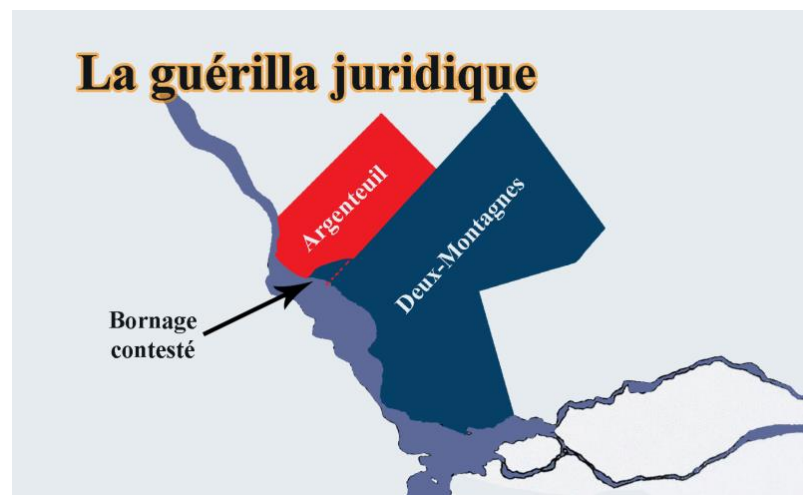 La guérilla juridique
Argenteuil
Deux-Montagnes
Bornage
contesté